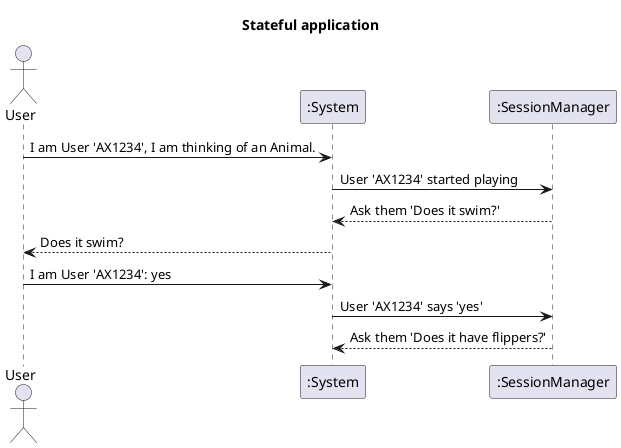 Stateful application
User
:System
:SessionManager
I am User 'AX1234', I am thinking of an Animal.
User 'AX1234' started playing
Ask them 'Does it swim?'
Does it swim?
I am User 'AX1234': yes
User 'AX1234' says 'yes'
Ask them 'Does it have flippers?'
User
:System
:SessionManager